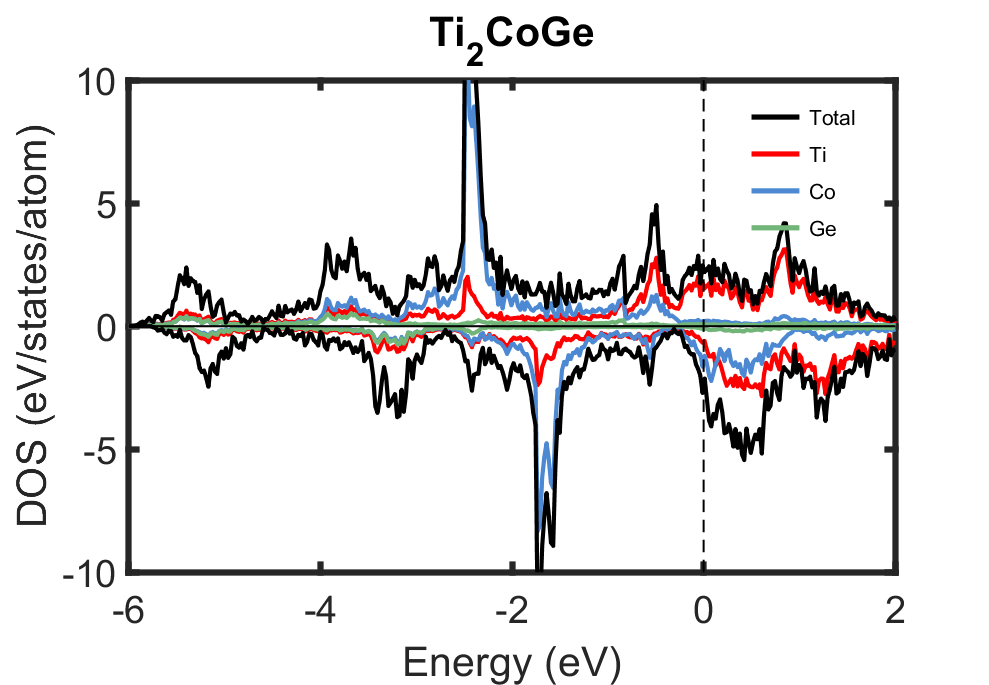 Ti2CoGe
10
5
0
-5
-10
DOS (eV/states/atom)
Total
Ti
Co
Ge
-6 -4 -2 0 2
Energy (eV)